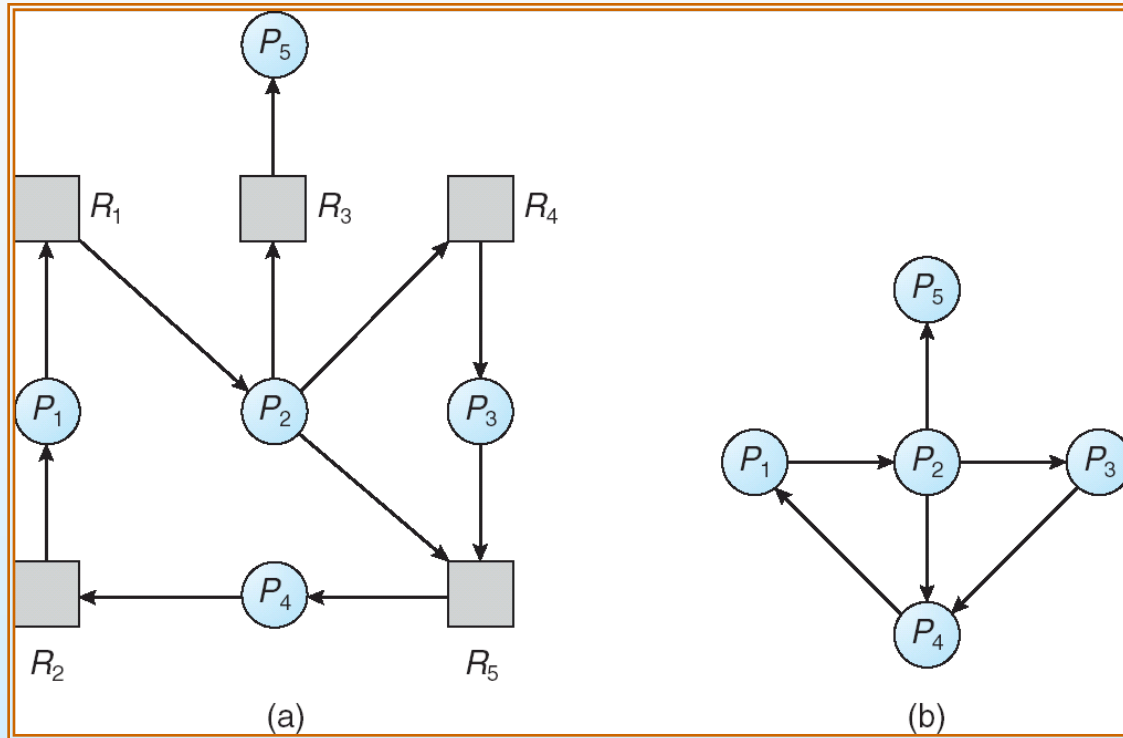 P₅
R₁ R₃ R₄
P₁ P₂ P₃
P₄
R₂ R₅
(a)
P₅
P₁ P₂ P₃
P₄
(b)